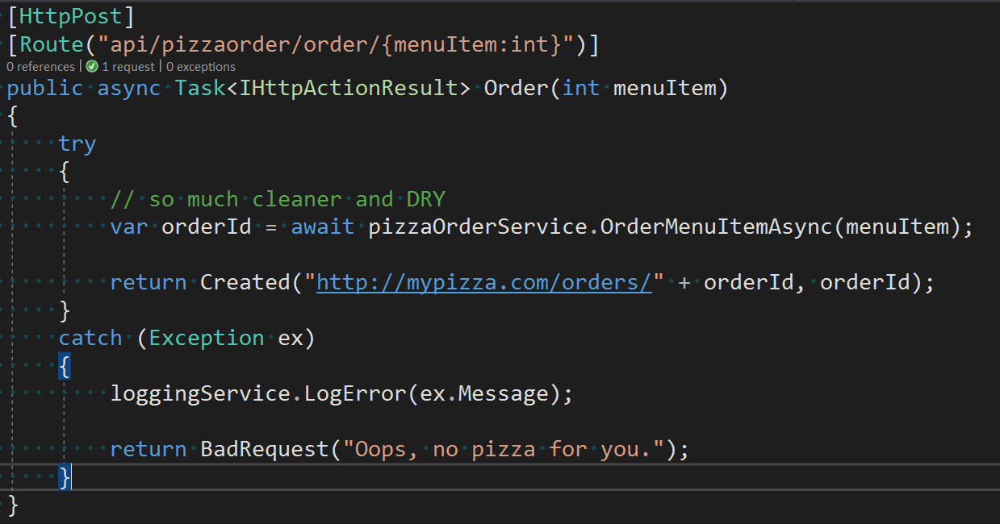 [HttpPost]
[Route("api/pizzaorder/order/{menuItem:int}")]
0 references | 1 request | 0 exceptions
public async Task<IHttpActionResult> Order(int menuItem)
{
try
{
// so much cleaner and DRY
var orderId = await pizzaOrderService.OrderMenuItemAsync(menuItem);
return Created("http://mypizza.com/orders/" + orderId, orderId);
}
catch (Exception ex)
{
loggingService.LogError(ex.Message);
return BadRequest("Oops, no pizza for you.");
}
}